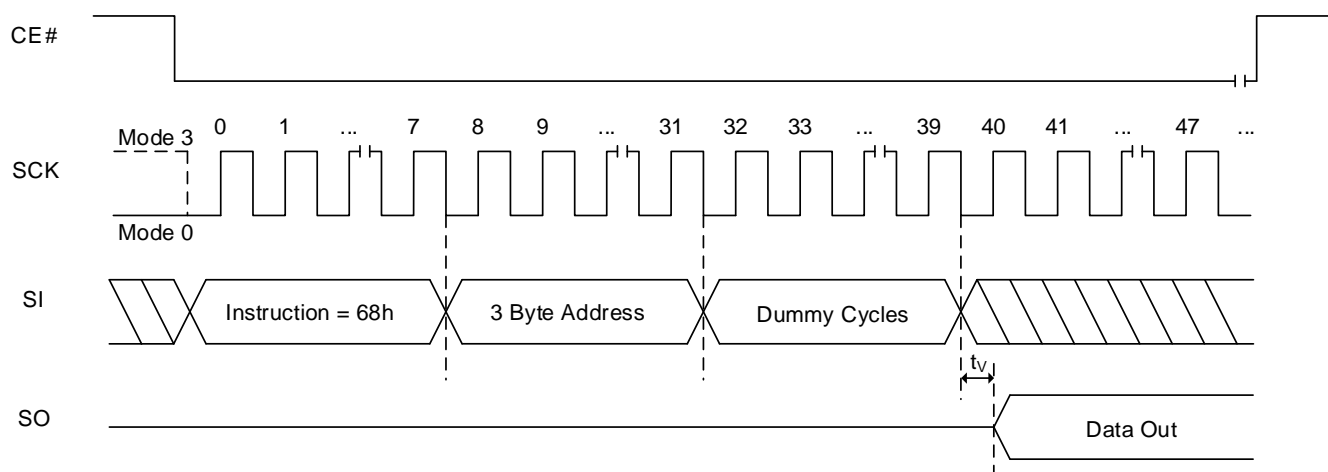 CE#
Mode 3 0 1 ... 7 8 9 ... 31 32 33 ... 39 40 41 ... 47 ...
SCK
Mode 0
SI Instruction = 68h 3 Byte Address Dummy Cycles
tV
SO Data Out